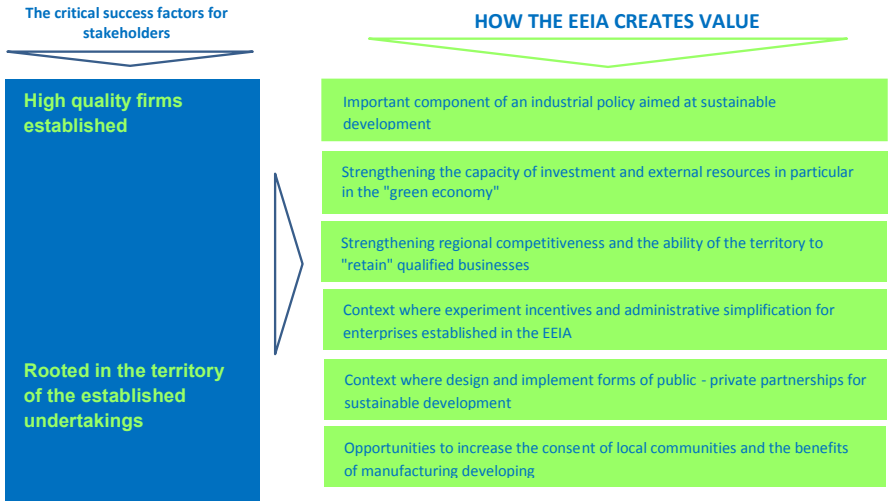 The critical success factors for
stakeholders
HOW THE EEIA CREATES VALUE
High quality firms
established
Rooted in the territory
of the established
undertakings
Important component of an industrial policy aimed at sustainable
development
Strengthening the capacity of investment and external resources in particular
in the "green economy"
Strengthening regional competitiveness and the ability of the territory to
"retain" qualified businesses
Context where experiment incentives and administrative simplification for
enterprises established in the EEIA
Context where design and implement forms of public - private partnerships for
sustainable development
Opportunities to increase the consent of local communities and the benefits
of manufacturing developing